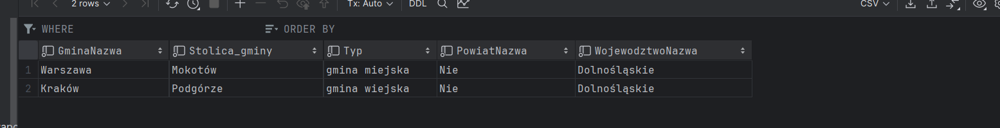 2 rows Tx: Auto DDL CSV
WHERE ORDER BY
GminaNazwa Stolica_gminy Typ PowiatNazwa WojewodztwoNazwa
1 Warszawa Mokotów gmina miejska Nie Dolnośląskie
2 Kraków Podgórze gmina wiejska Nie Dolnośląskie